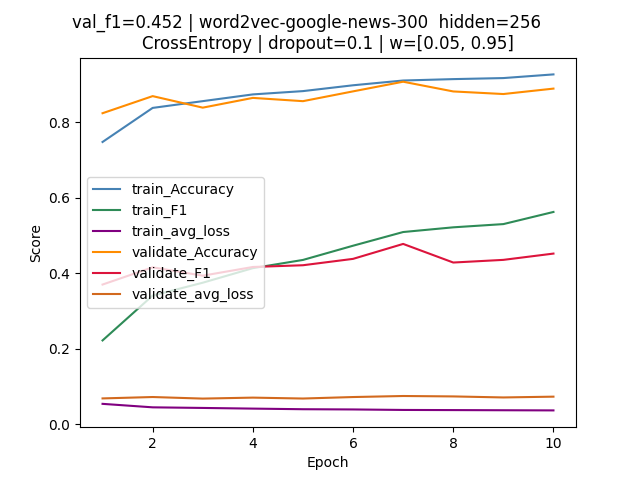 val_f1=0.452 | word2vec-google-news-300  hidden=256
CrossEntropy | dropout=0.1 | w=[0.05, 0.95]
0.8
0.6
0.4
0.2
0.0
Score
train_Accuracy
train_F1
train_avg_loss
validate_Accuracy
validate_F1
validate_avg_loss
2 4 6 8 10
Epoch